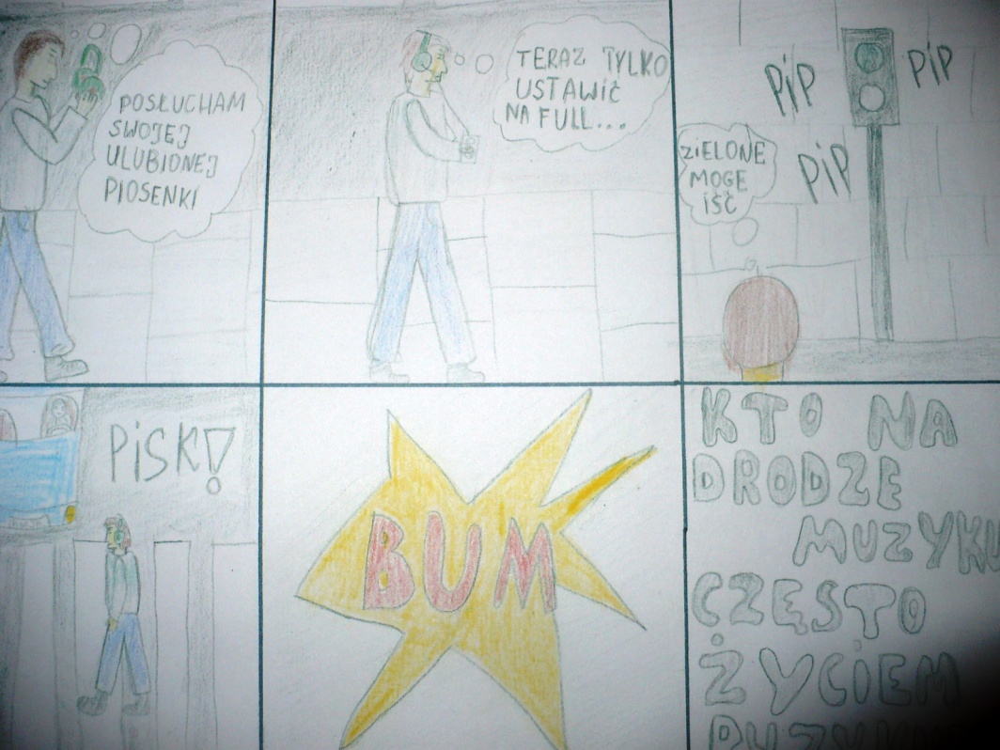 POSŁUCHAM
SWOJEJ
ULUBIONEJ
PIOSENKI
TERAZ TYLKO
USTAWIĆ
NA FULL...
PIP
PIP
PIP
ZIELONE
MOGE
IŚĆ
PISK!
BUM
KTO NA
DRODZE
MUZYKI
CZĘSTO
ŻYCIEM